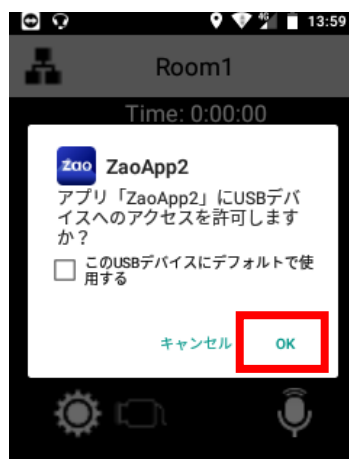 4G 13:59
Room1
Time: 0:00:00
zao ZaoApp2
アプリ「ZaoApp2」にUSBデバ
イスへのアクセスを許可します
か？
このUSBデバイスにデフォルトで使
用する
キャンセル OK